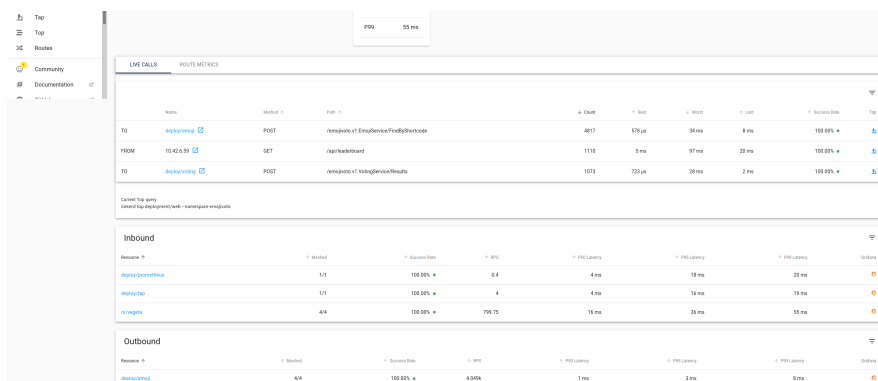 Tap
Top
Routes
1
Community
Documentation
P99 55 ms
LIVE CALLS ROUTE METRICS
Name Method Path Count Best Worst Last Success Rate Tap
TO deploy/emoji POST /emojivoto.v1.EmojiService/FindByShortcode 4817 578 µs 34 ms 8 ms 100.00%
FROM 10.42.6.59 GET /api/leaderboard 1110 5 ms 97 ms 20 ms 100.00%
TO deploy/voting POST /emojivoto.v1.VotingService/Results 1073 723 µs 28 ms 2 ms 100.00%
Current Top query
linkerd top deployment/web --namespace emojivoto
Inbound
Resource Meshed Success Rate RPS P50 Latency P95 Latency P99 Latency Grafana
deploy/prometheus 1/1 100.00% 0.4 4 ms 18 ms 20 ms
deploy/tap 1/1 100.00% 4 4 ms 16 ms 19 ms
rs/vegeta 4/4 100.00% 799.75 16 ms 36 ms 55 ms
Outbound
Resource Meshed Success Rate RPS P50 Latency P95 Latency P99 Latency Grafana
deploy/emoji 4/4 100.00% 4.049k 1 ms 3 ms 8 ms